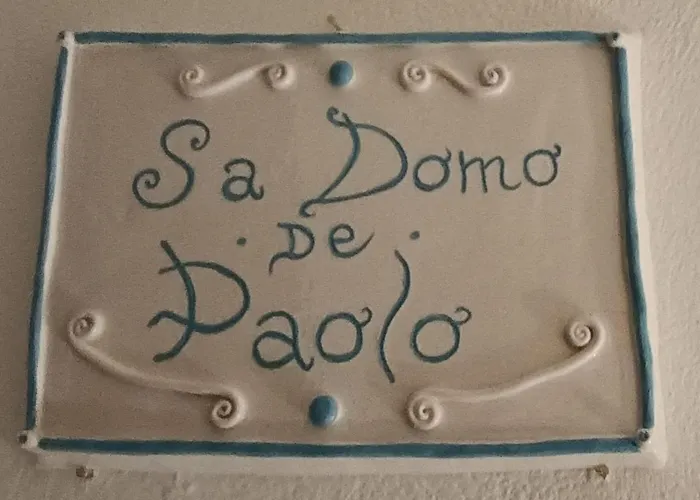 Sa Domo
· De ·
Paolo